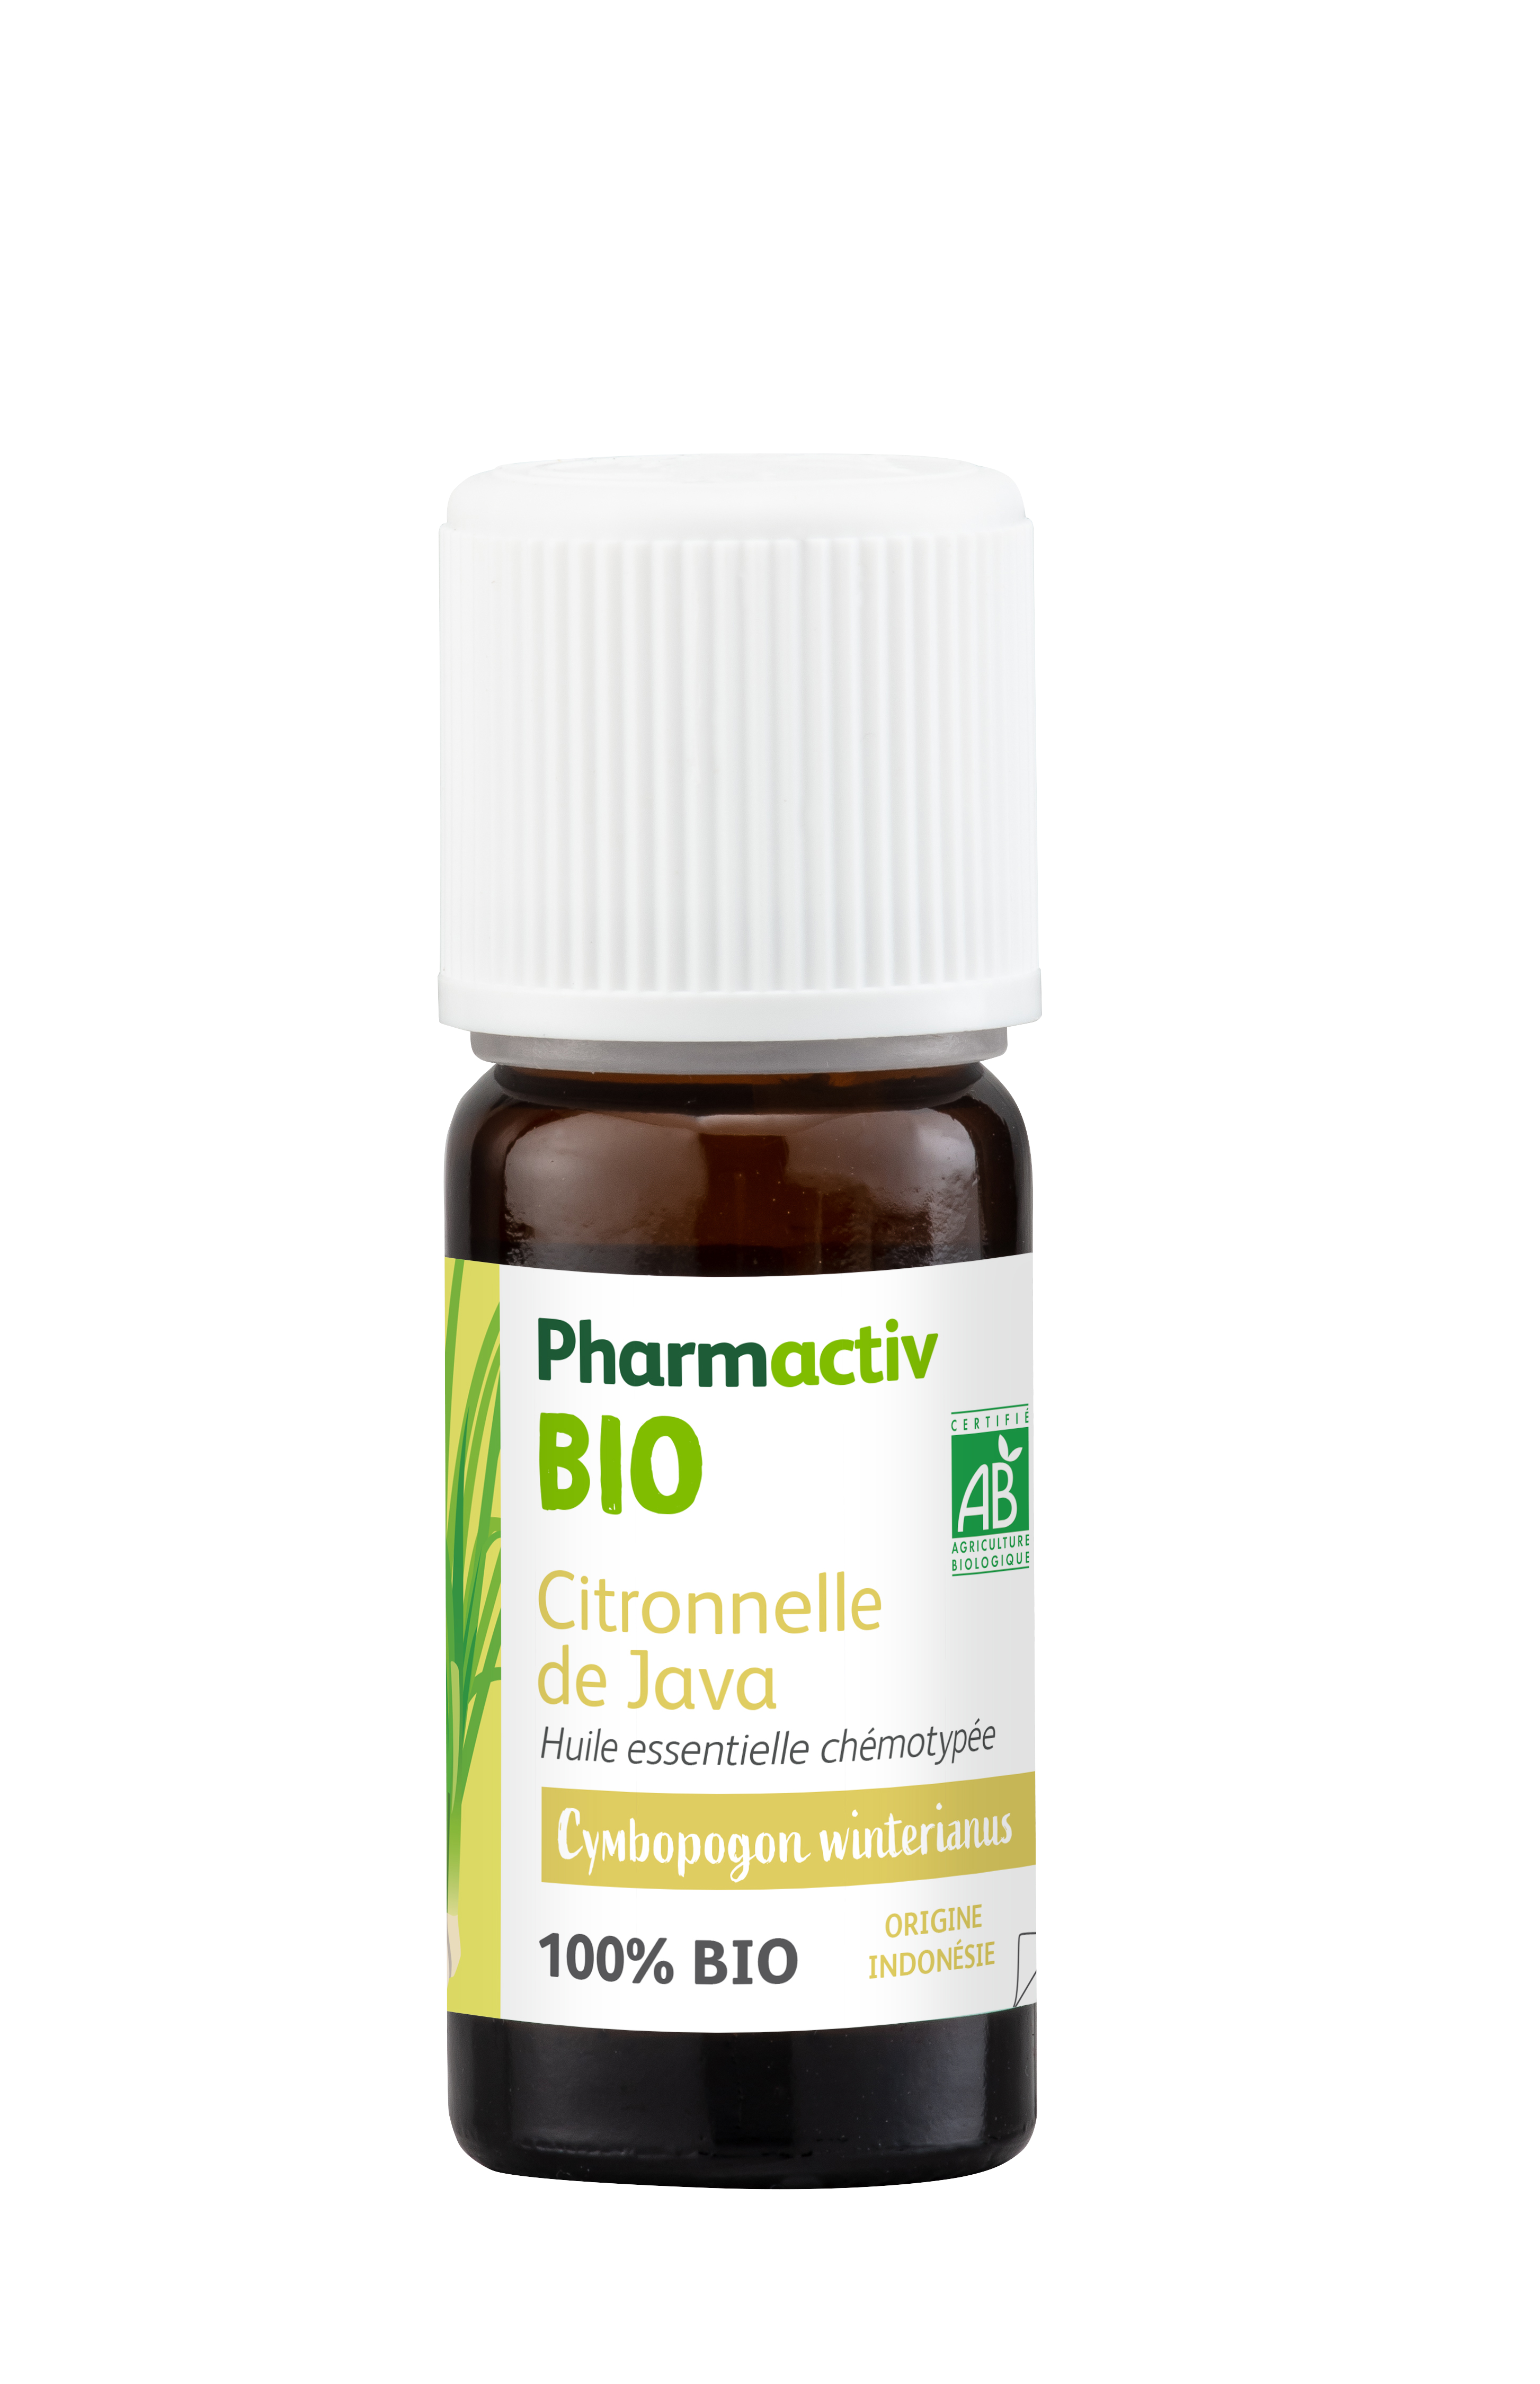 Pharmactiv
BIO
CERTIFIÉ
AB
AGRICULTURE
BIOLOGIQUE
Citronnelle
de Java
Huile essentielle chémotypée
Cymbopogon winterianus
100% BIO
ORIGINE
INDONÉSIE